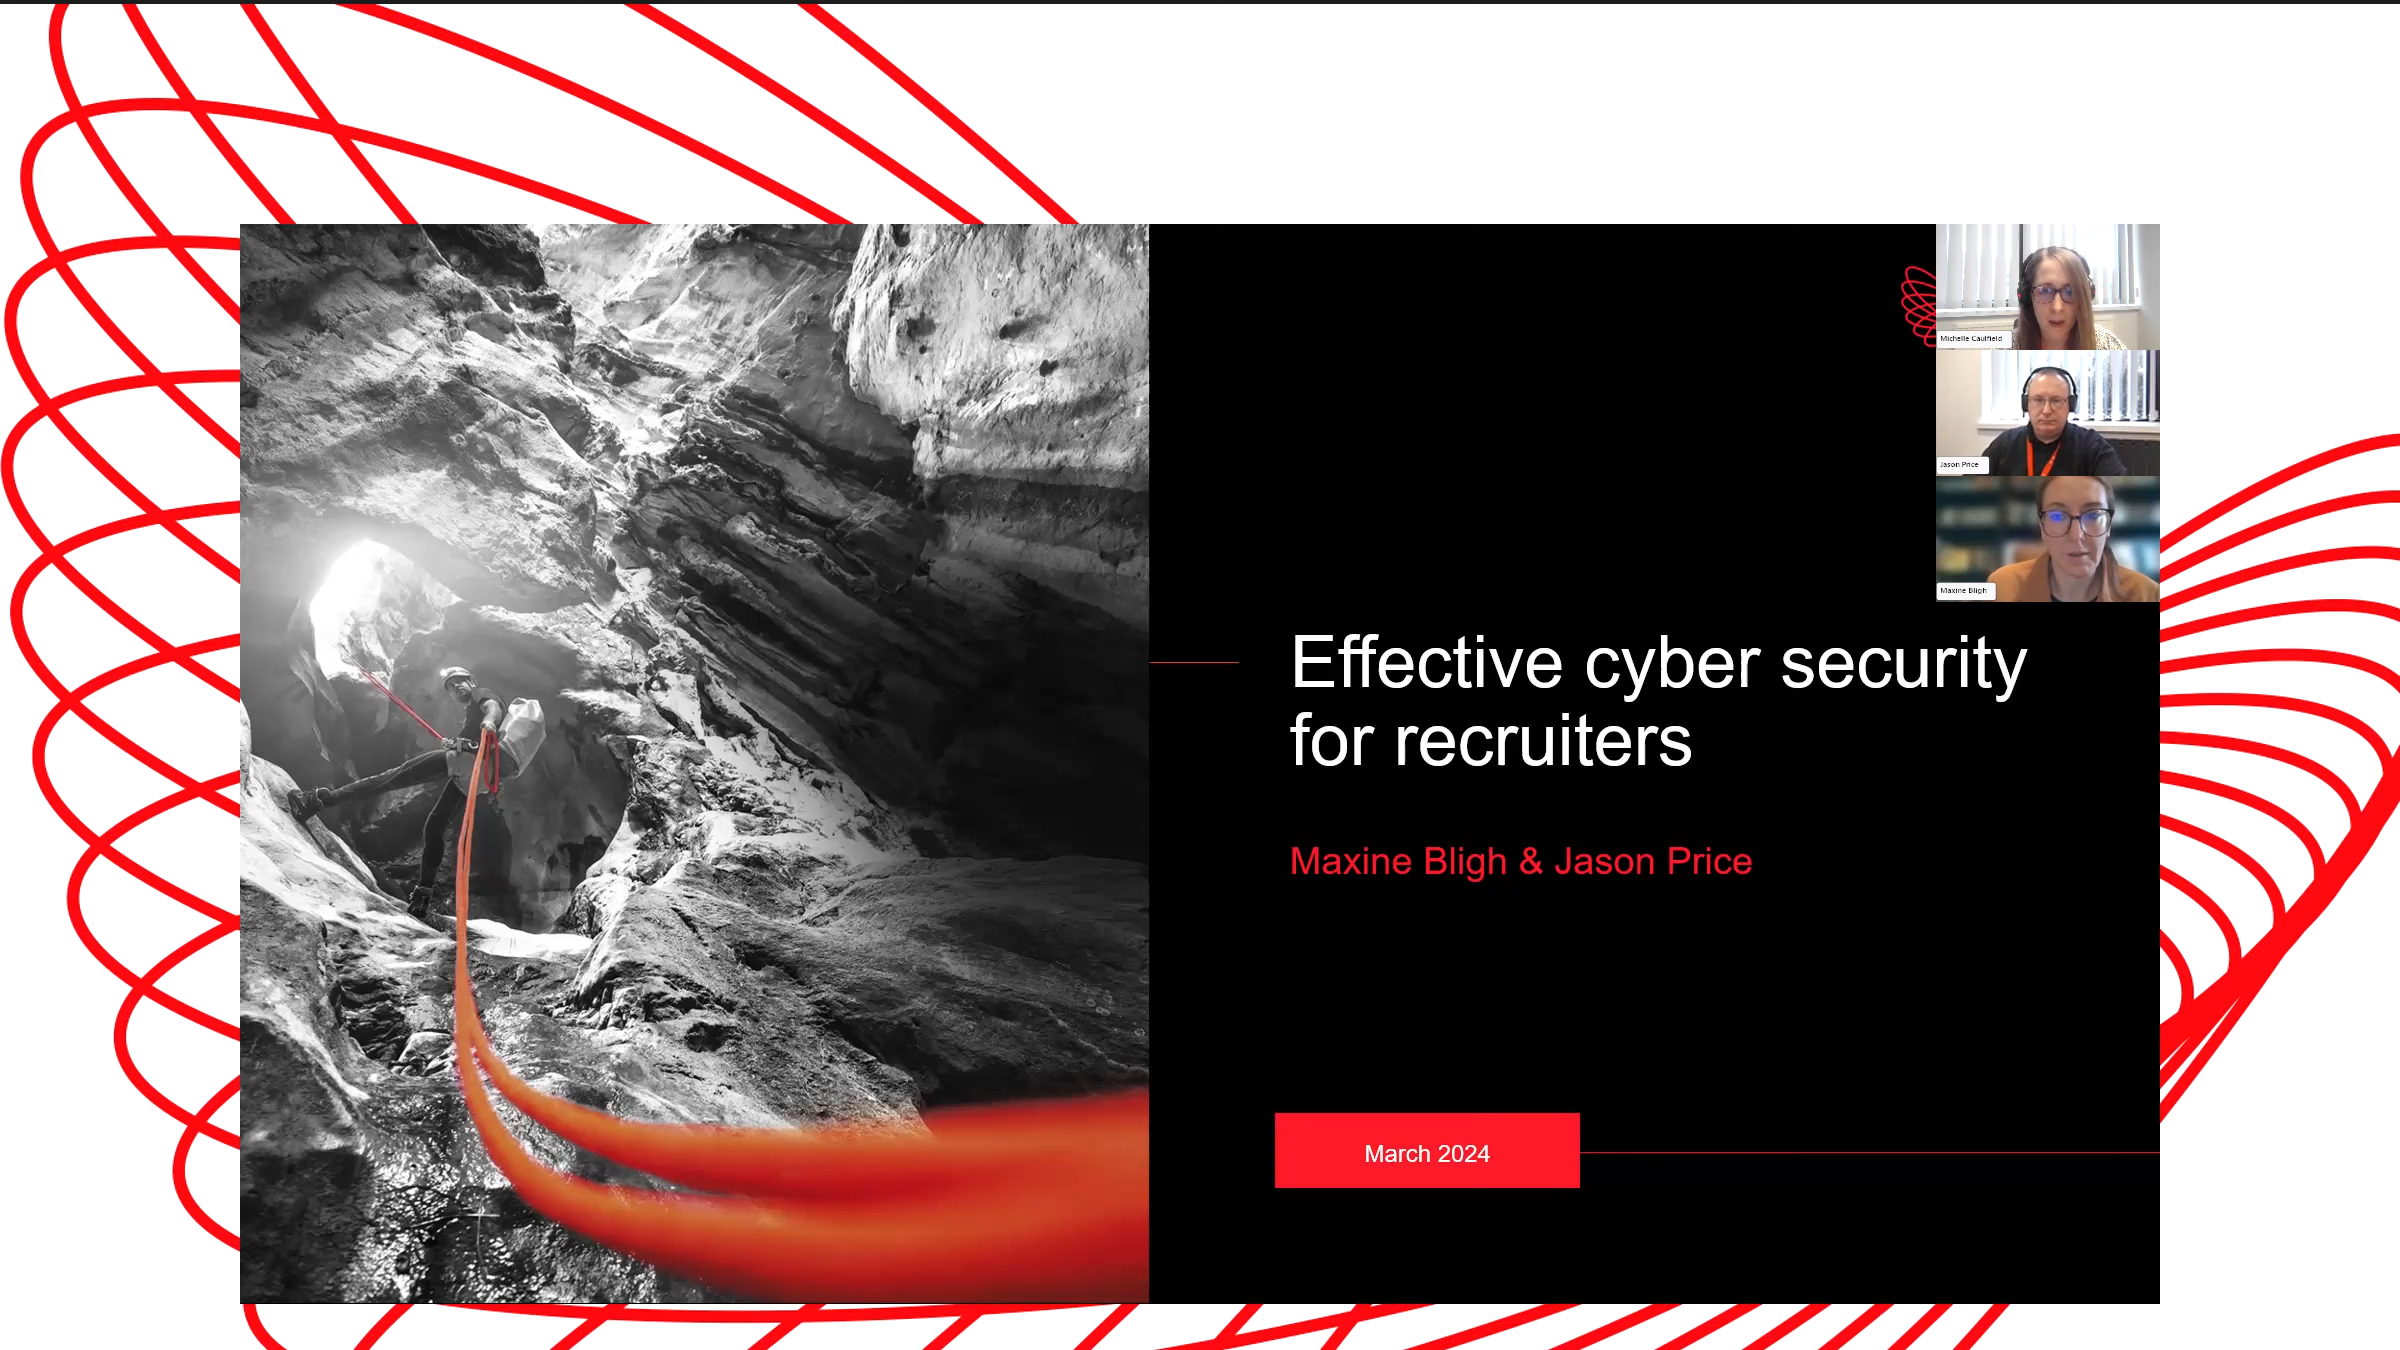 Michelle Caulfield
Jason Price
Maxine Bligh
Effective cyber security
for recruiters
Maxine Bligh & Jason Price
March 2024